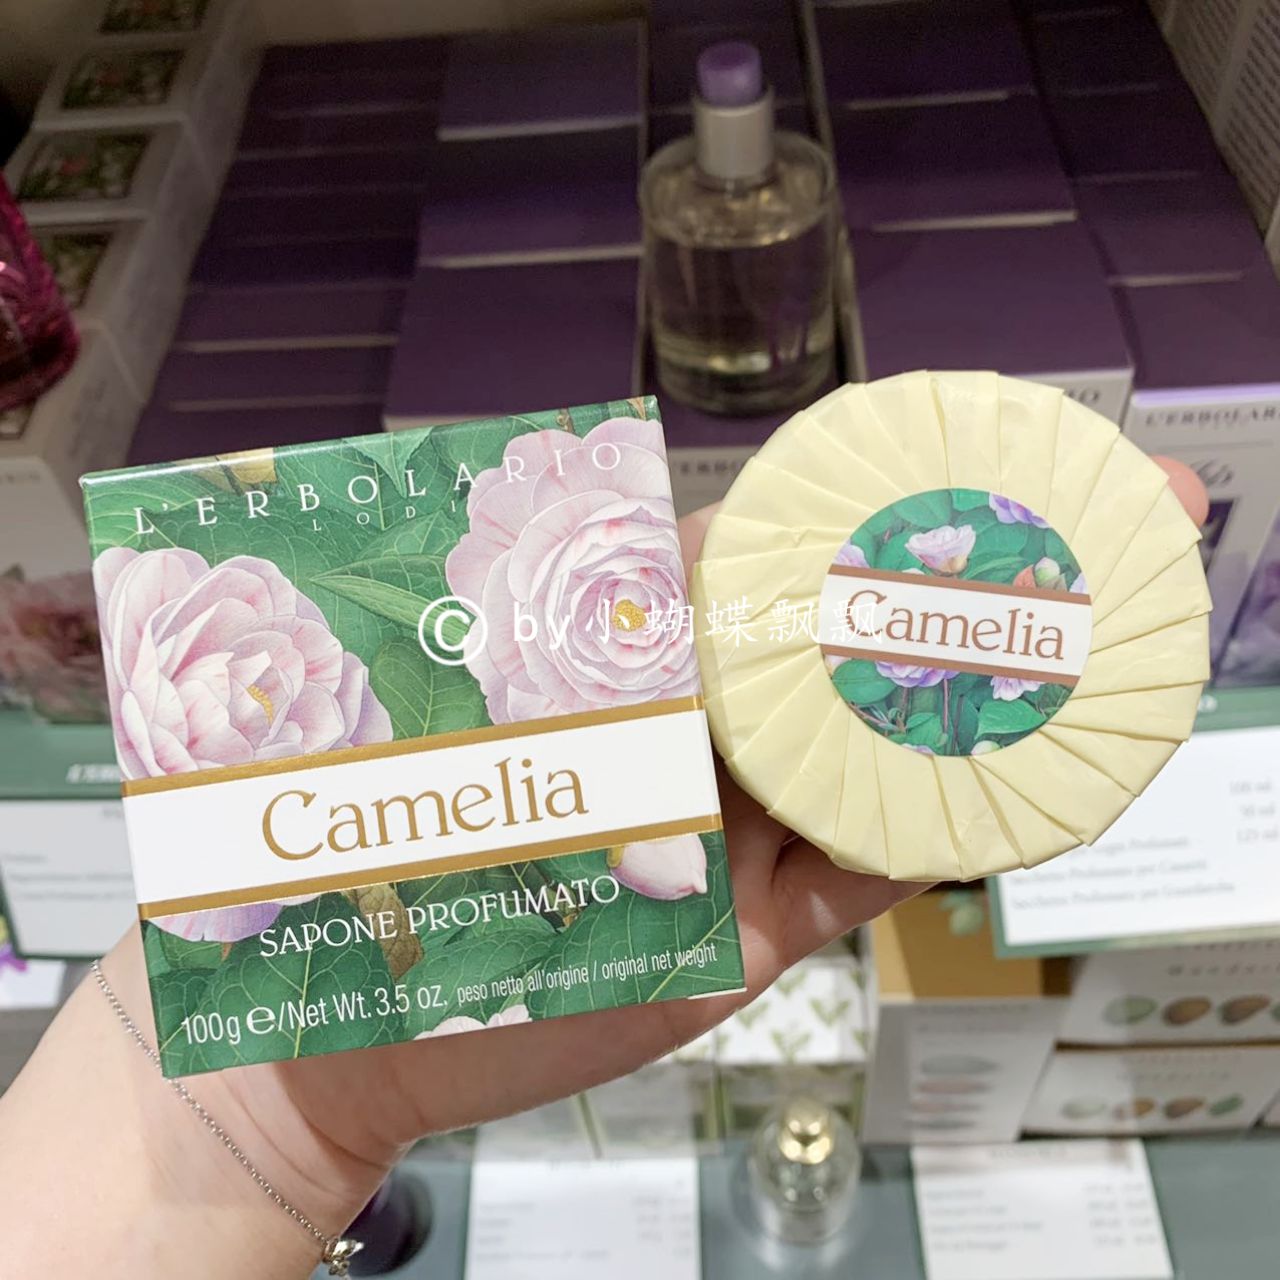 L'ERBOLARIO
LODI
Camelia
SAPONE PROFUMATO
100g e/Net Wt. 3.5 oz. peso netto all'origine / original net weight
Camelia
© by小蝴蝶飘飘
L'ERBOLARIO